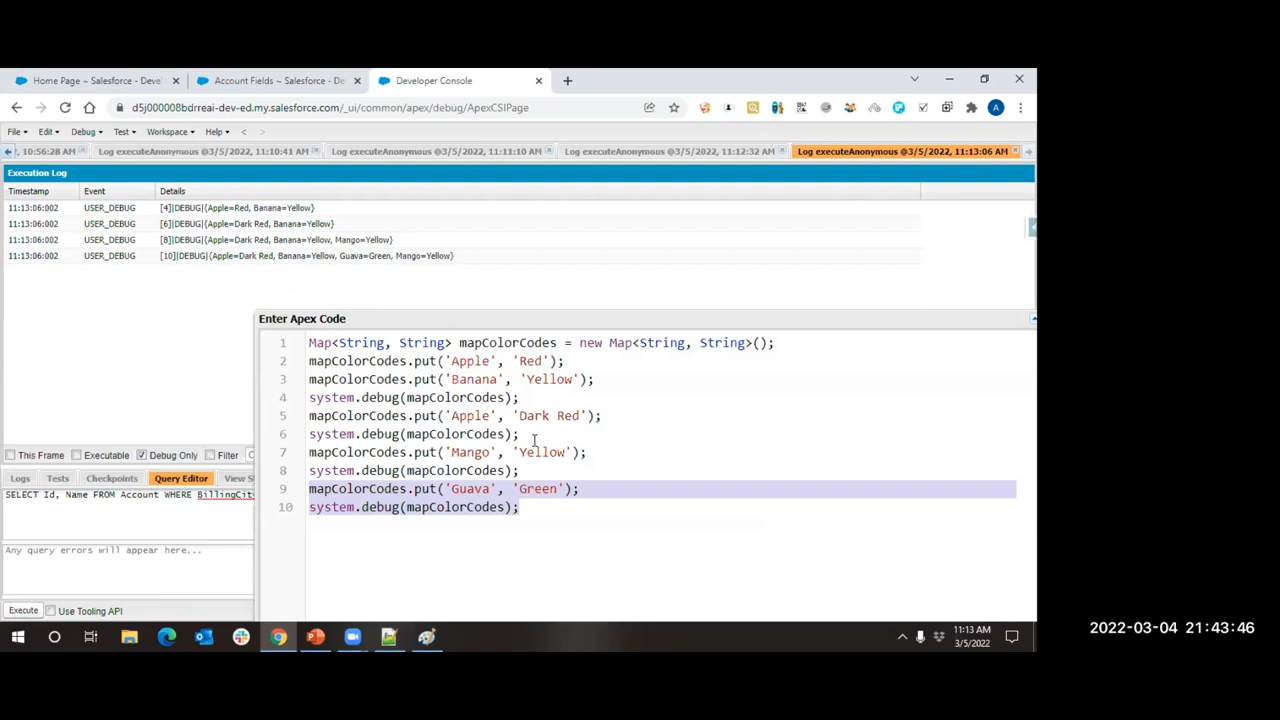 Home Page ~ Salesforce - Deve
Account Fields ~ Salesforce - De
Developer Console
d5j000008bdrreai-dev-ed.my.salesforce.com/_ui/common/apex/debug/ApexCSIPage
A
File Edit Debug Test Workspace Help < >
, 10:56:28 AM
Log executeAnonymous @3/5/2022, 11:10:41 AM
Log executeAnonymous @3/5/2022, 11:11:10 AM
Log executeAnonymous @3/5/2022, 11:12:32 AM
Log executeAnonymous @3/5/2022, 11:13:06 AM
Execution Log
Timestamp Event Details
11:13:06:002 USER_DEBUG [4]|DEBUG|{Apple=Red, Banana=Yellow}
11:13:06:002 USER_DEBUG [6]|DEBUG|{Apple=Dark Red, Banana=Yellow}
11:13:06:002 USER_DEBUG [8]|DEBUG|{Apple=Dark Red, Banana=Yellow, Mango=Yellow}
11:13:06:002 USER_DEBUG [10]|DEBUG|{Apple=Dark Red, Banana=Yellow, Guava=Green, Mango=Yellow}
Enter Apex Code
1 Map<String, String> mapColorCodes = new Map<String, String>();
2 mapColorCodes.put('Apple', 'Red');
3 mapColorCodes.put('Banana', 'Yellow');
4 system.debug(mapColorCodes);
5 mapColorCodes.put('Apple', 'Dark Red');
6 system.debug(mapColorCodes);
7 mapColorCodes.put('Mango', 'Yellow');
8 system.debug(mapColorCodes);
9 mapColorCodes.put('Guava', 'Green');
10 system.debug(mapColorCodes);
This Frame Executable Debug Only Filter
Logs Tests Checkpoints Query Editor View S
SELECT Id, Name FROM Account WHERE BillingCit
Any query errors will appear here...
Execute Use Tooling API
11:13 AM
3/5/2022
2022-03-04 21:43:46